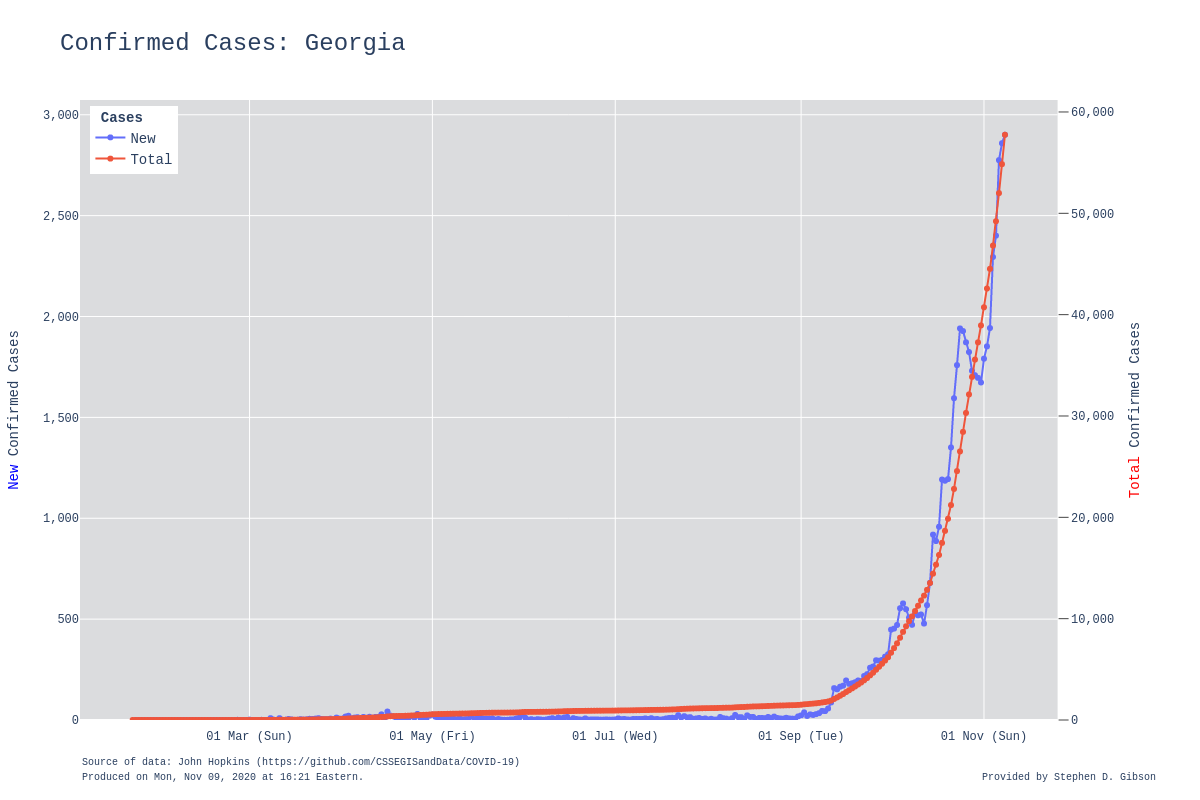 Confirmed Cases: Georgia
Cases
New
Total
3,000
2,500
2,000
1,500
1,000
500
0
60,000
50,000
40,000
30,000
20,000
10,000
0
New Confirmed Cases
Total Confirmed Cases
01 Mar (Sun)
01 May (Fri)
01 Jul (Wed)
01 Sep (Tue)
01 Nov (Sun)
Source of data: John Hopkins (https://github.com/CSSEGISandData/COVID-19)
Produced on Mon, Nov 09, 2020 at 16:21 Eastern.
Provided by Stephen D. Gibson